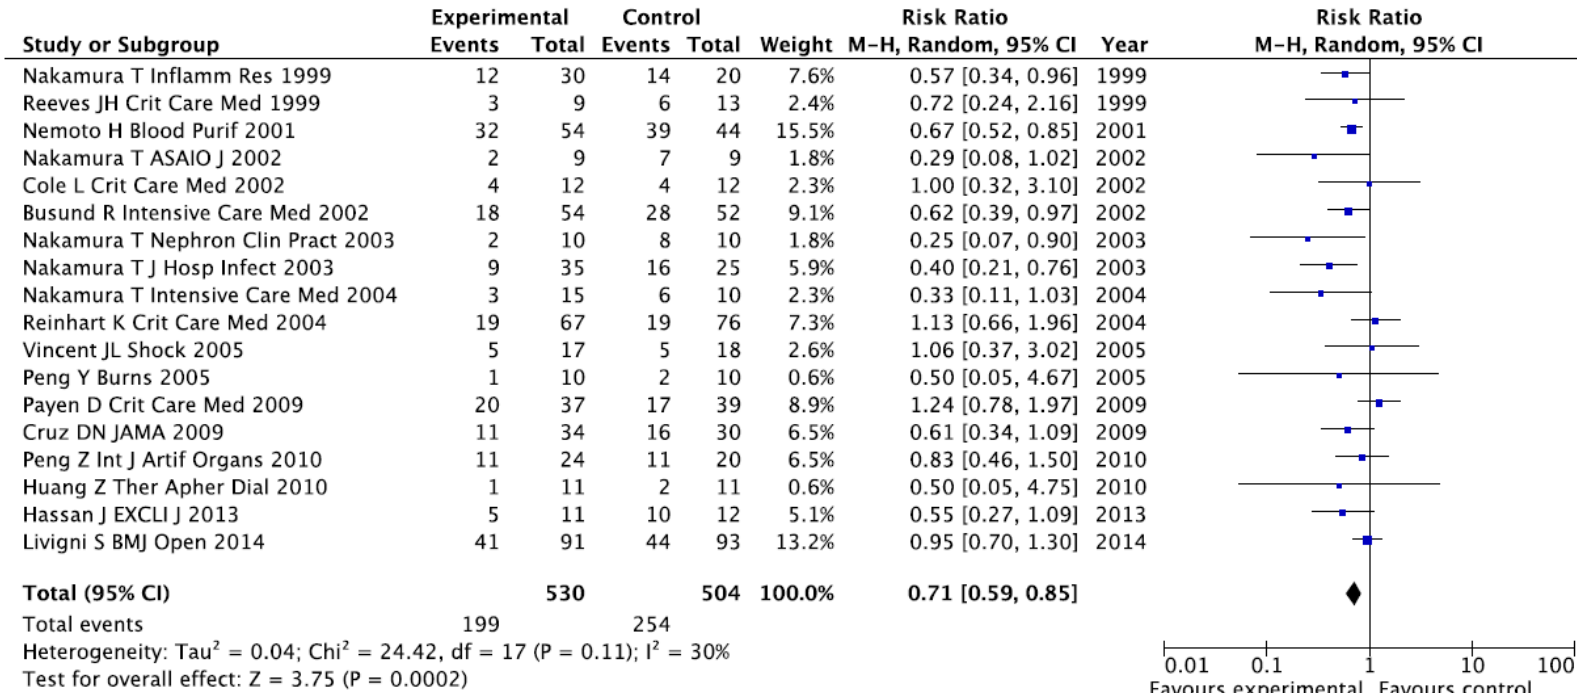 Experimental Control Risk Ratio Risk Ratio
Study or Subgroup Events Total Events Total Weight M-H, Random, 95% CI Year M-H, Random, 95% CI
Nakamura T Inflamm Res 1999 12 30 14 20 7.6% 0.57 [0.34, 0.96] 1999
Reeves JH Crit Care Med 1999 3 9 6 13 2.4% 0.72 [0.24, 2.16] 1999
Nemoto H Blood Purif 2001 32 54 39 44 15.5% 0.67 [0.52, 0.85] 2001
Nakamura T ASAIO J 2002 2 9 7 9 1.8% 0.29 [0.08, 1.02] 2002
Cole L Crit Care Med 2002 4 12 4 12 2.3% 1.00 [0.32, 3.10] 2002
Busund R Intensive Care Med 2002 18 54 28 52 9.1% 0.62 [0.39, 0.97] 2002
Nakamura T Nephron Clin Pract 2003 2 10 8 10 1.8% 0.25 [0.07, 0.90] 2003
Nakamura T J Hosp Infect 2003 9 35 16 25 5.9% 0.40 [0.21, 0.76] 2003
Nakamura T Intensive Care Med 2004 3 15 6 10 2.3% 0.33 [0.11, 1.03] 2004
Reinhart K Crit Care Med 2004 19 67 19 76 7.3% 1.13 [0.66, 1.96] 2004
Vincent JL Shock 2005 5 17 5 18 2.6% 1.06 [0.37, 3.02] 2005
Peng Y Burns 2005 1 10 2 10 0.6% 0.50 [0.05, 4.67] 2005
Payen D Crit Care Med 2009 20 37 17 39 8.9% 1.24 [0.78, 1.97] 2009
Cruz DN JAMA 2009 11 34 16 30 6.5% 0.61 [0.34, 1.09] 2009
Peng Z Int J Artif Organs 2010 11 24 11 20 6.5% 0.83 [0.46, 1.50] 2010
Huang Z Ther Apher Dial 2010 1 11 2 11 0.6% 0.50 [0.05, 4.75] 2010
Hassan J EXCLI J 2013 5 11 10 12 5.1% 0.55 [0.27, 1.09] 2013
Livigni S BMJ Open 2014 41 91 44 93 13.2% 0.95 [0.70, 1.30] 2014
Total (95% CI) 530 504 100.0% 0.71 [0.59, 0.85]
Total events 199 254
Heterogeneity: Tau² = 0.04; Chi² = 24.42, df = 17 (P = 0.11); I² = 30%
Test for overall effect: Z = 3.75 (P = 0.0002)
0.01 0.1 1 10 100
Favours experimental Favours control